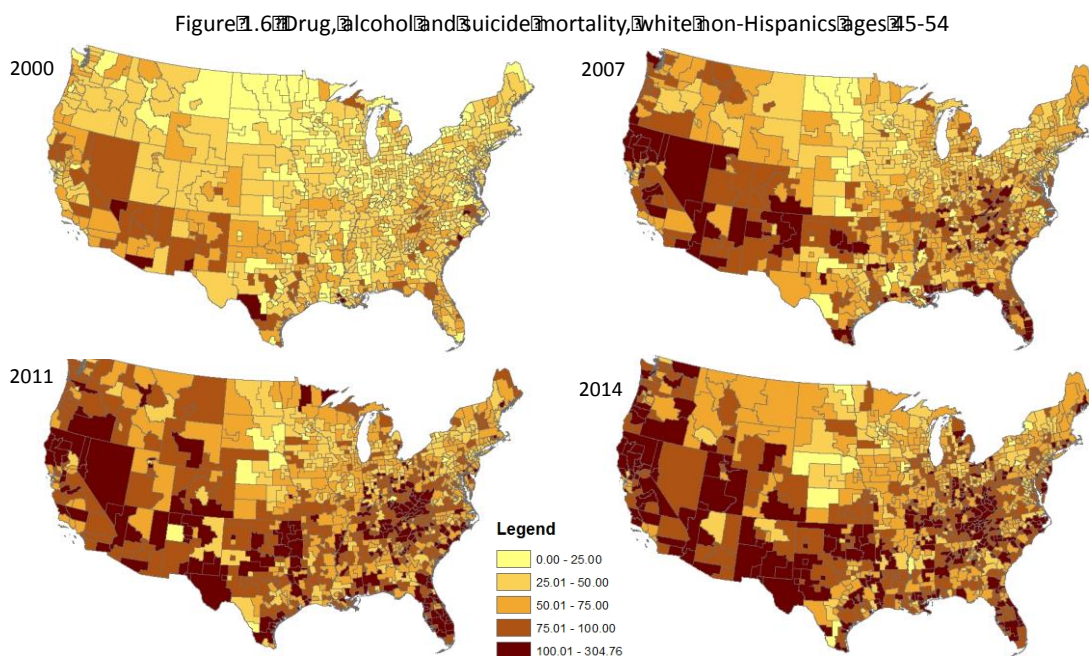 Figure 1.6 Drug, alcohol and suicide mortality, white non-Hispanics ages 45-54
2000
2007
2011
2014
Legend
0.00 - 25.00
25.01 - 50.00
50.01 - 75.00
75.01 - 100.00
100.01 - 304.76